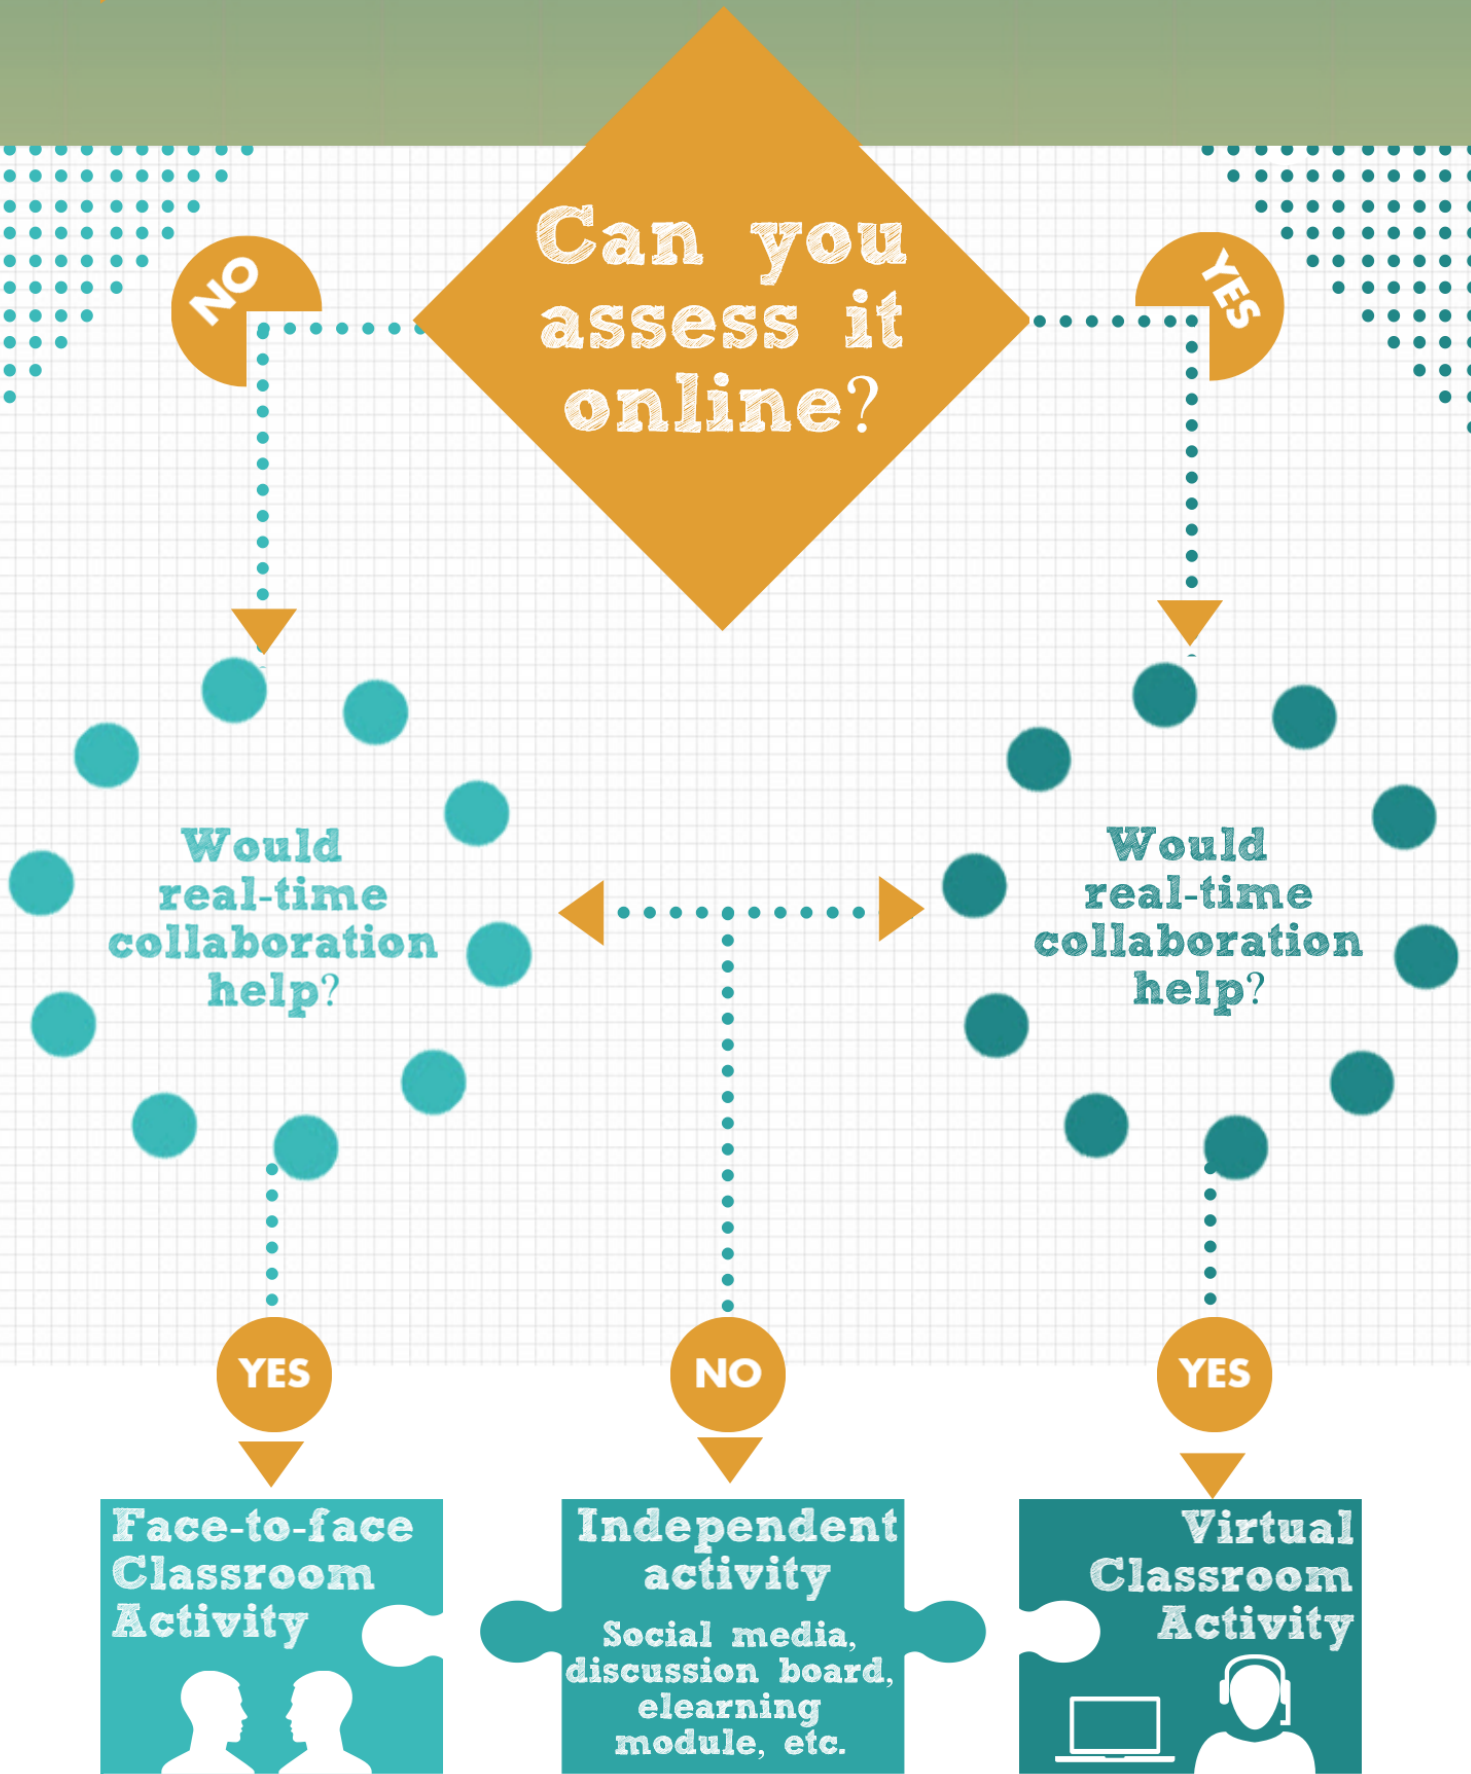 Can you
assess it
online?
NO
YES
Would
real-time
collaboration
help?
Would
real-time
collaboration
help?
YES
NO
YES
Face-to-face
Classroom
Activity
Independent
activity
Social media,
discussion board,
elearning
module, etc.
Virtual
Classroom
Activity